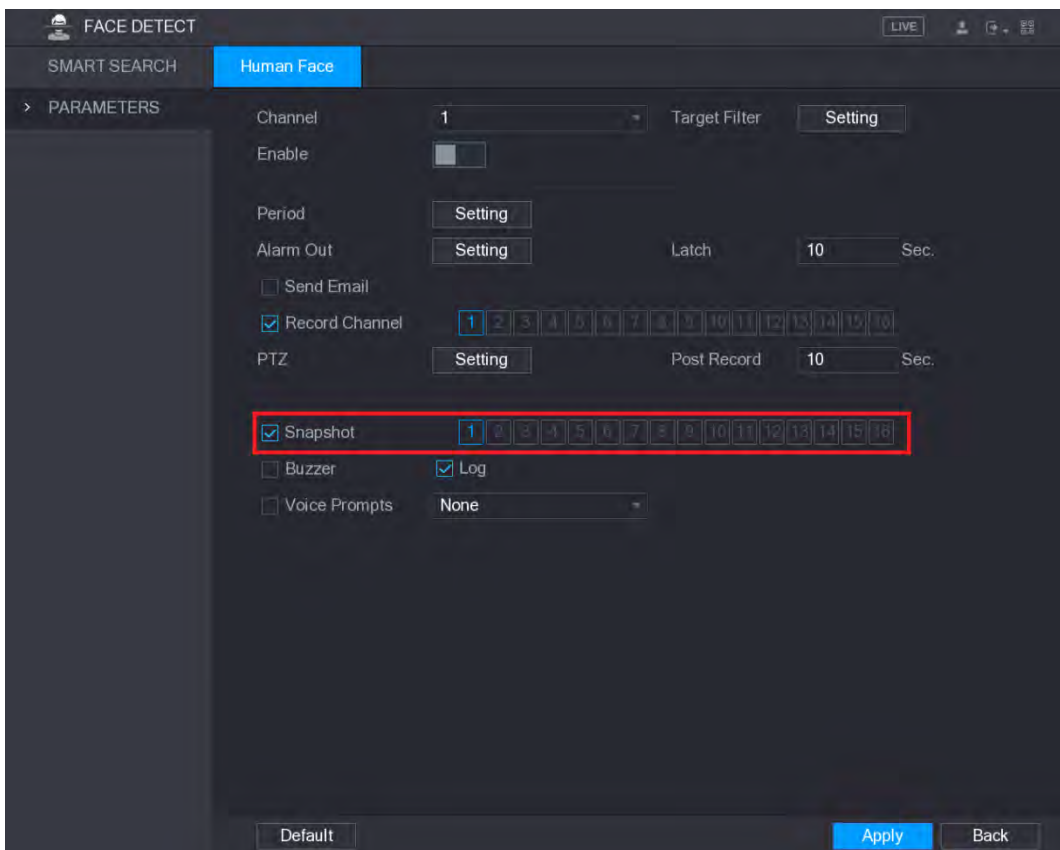 FACE DETECT LIVE
SMART SEARCH Human Face
> PARAMETERS
Channel 1 Target Filter Setting
Enable
Period Setting
Alarm Out Setting Latch 10 Sec.
Send Email
Record Channel 1 2 3 4 5 6 7 8 9 10 11 12 13 14 15 16
PTZ Setting Post Record 10 Sec.
Snapshot 1 2 3 4 5 6 7 8 9 10 11 12 13 14 15 16
Buzzer Log
Voice Prompts None
Default Apply Back